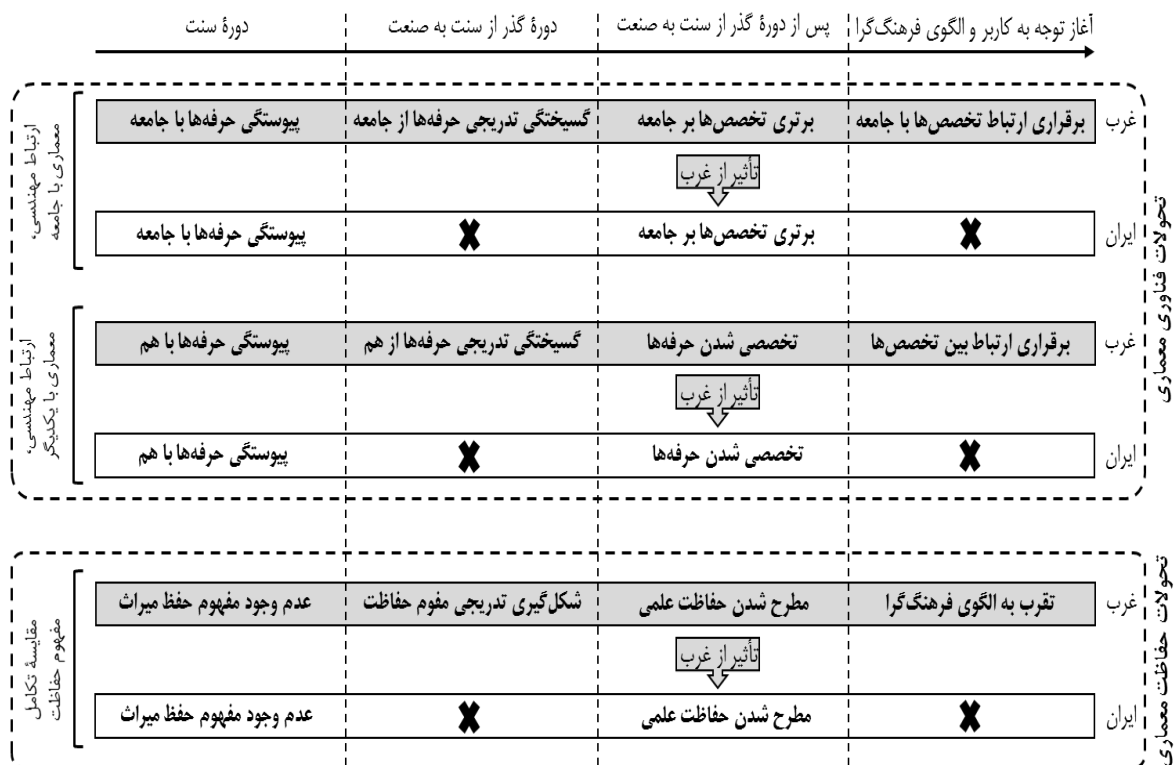 دورهٔ سنت
دورهٔ گذر از سنت به صنعت
پس از دورهٔ گذر از سنت به صنعت
آغاز توجه به کاربر و الگوی فرهنگ‌گرا
تحولات فناوری معماری
ارتباط مهندسی،
معماری با جامعه
غرب
پیوستگی حرفه‌ها با جامعه
گسیختگی تدریجی حرفه‌ها از جامعه
برتری تخصص‌ها بر جامعه
برقراری ارتباط تخصص‌ها با جامعه
تأثیر از غرب
ایران
پیوستگی حرفه‌ها با جامعه
برتری تخصص‌ها بر جامعه
ارتباط مهندسی،
معماری با یکدیگر
غرب
پیوستگی حرفه‌ها با هم
گسیختگی تدریجی حرفه‌ها از هم
تخصصی شدن حرفه‌ها
برقراری ارتباط بین تخصص‌ها
تأثیر از غرب
ایران
پیوستگی حرفه‌ها با هم
تخصصی شدن حرفه‌ها
تحولات حفاظت معماری
مقایسهٔ تکامل
مفهوم حفاظت
غرب
عدم وجود مفهوم حفظ میراث
شکل‌گیری تدریجی مفوم حفاظت
مطرح شدن حفاظت علمی
تقرب به الگوی فرهنگ‌گرا
تأثیر از غرب
ایران
عدم وجود مفهوم حفظ میراث
مطرح شدن حفاظت علمی